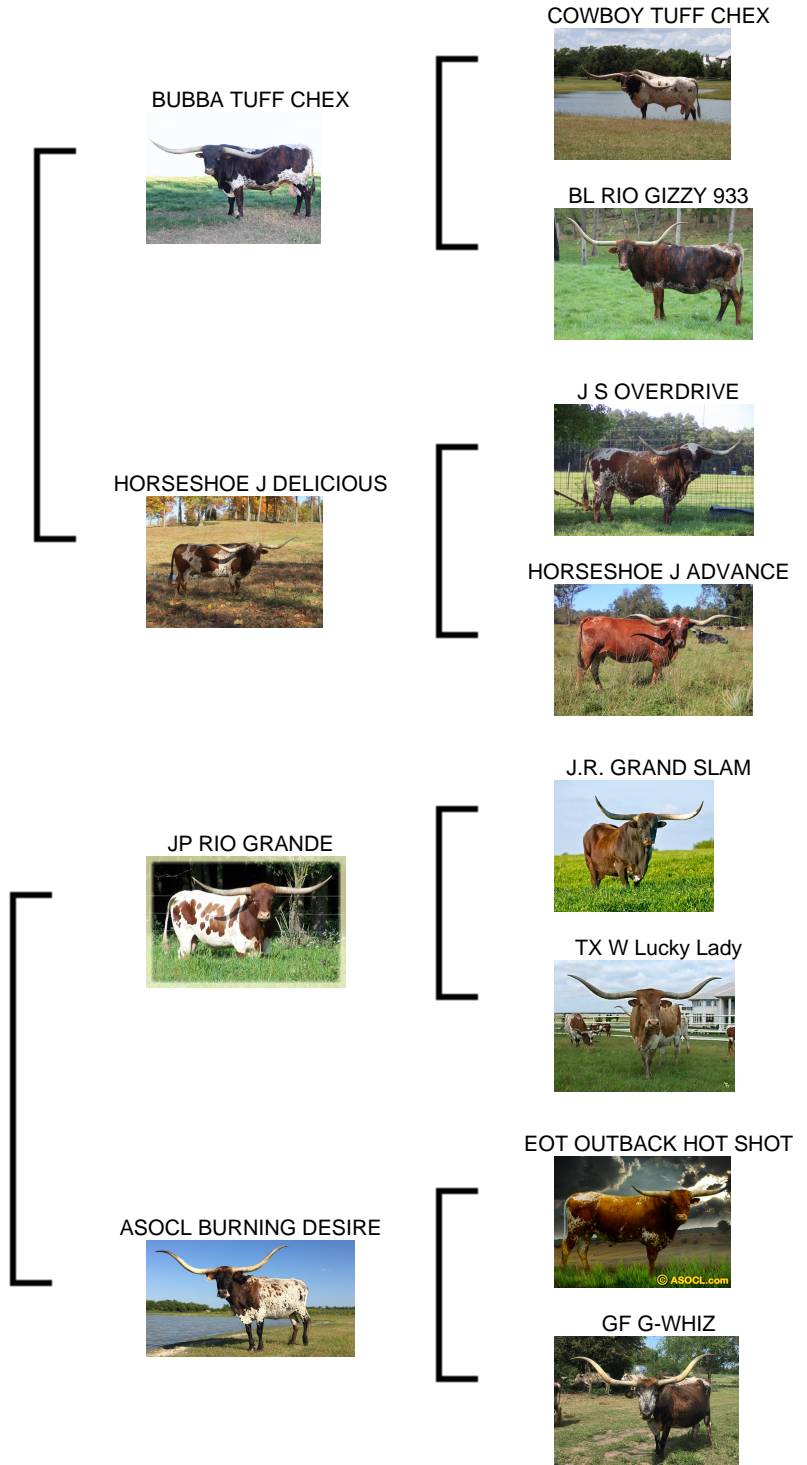 COWBOY TUFF CHEX
BUBBA TUFF CHEX
BL RIO GIZZY 933
J S OVERDRIVE
HORSESHOE J DELICIOUS
HORSESHOE J ADVANCE
J.R. GRAND SLAM
JP RIO GRANDE
TX W Lucky Lady
EOT OUTBACK HOT SHOT
© ASOCL.com
ASOCL BURNING DESIRE
GF G-WHIZ